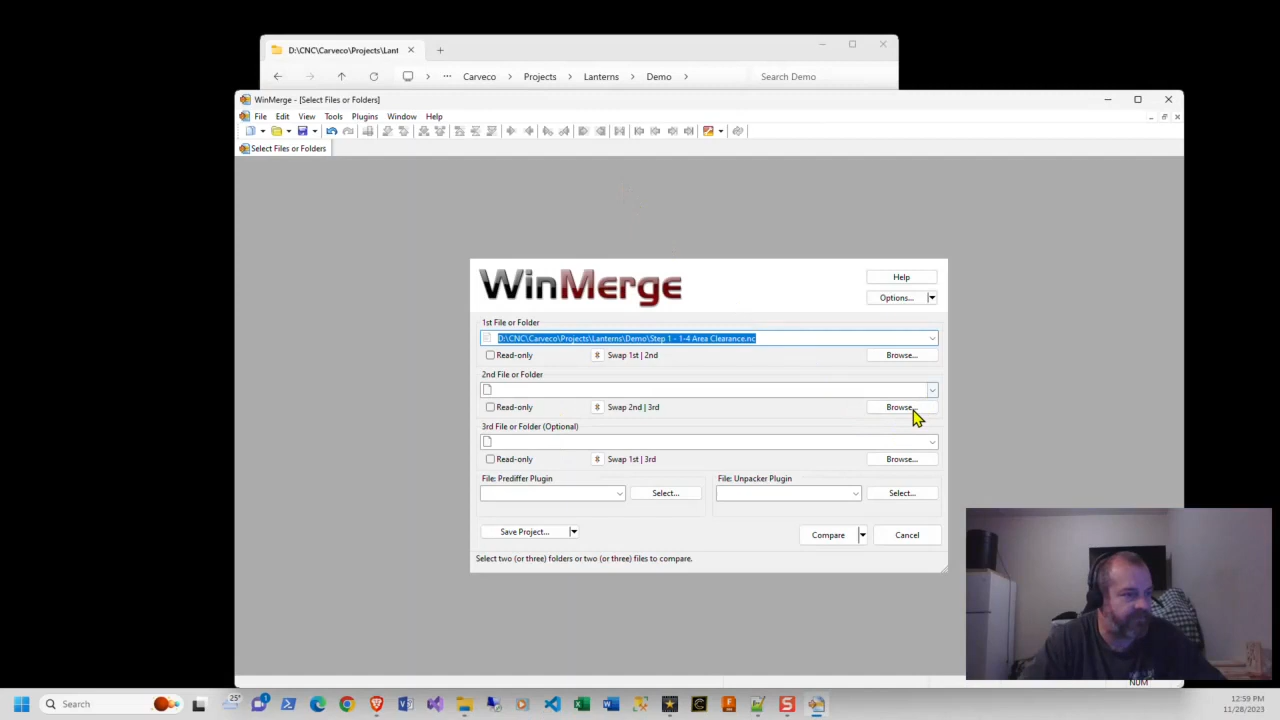 D:\CNC\Carveco\Projects\Lant
Carveco
Projects
Lanterns
Demo
Search Demo
WinMerge - [Select Files or Folders]
File Edit View Tools Plugins Window Help
Select Files or Folders
WinMerge
Help
Options...
1st File or Folder
D:\CNC\Carveco\Projects\Lanterns\Demo\Step 1 - 1-4 Area Clearance.nc
Read-only Swap 1st | 2nd Browse...
2nd File or Folder
Read-only Swap 2nd | 3rd Browse...
3rd File or Folder (Optional)
Read-only Swap 1st | 3rd Browse...
File: Prediffer Plugin File: Unpacker Plugin
Select... Select...
Save Project... Compare Cancel
Select two (or three) folders or two (or three) files to compare.
NUM
Search
25°
12:59 PM
11/28/2023